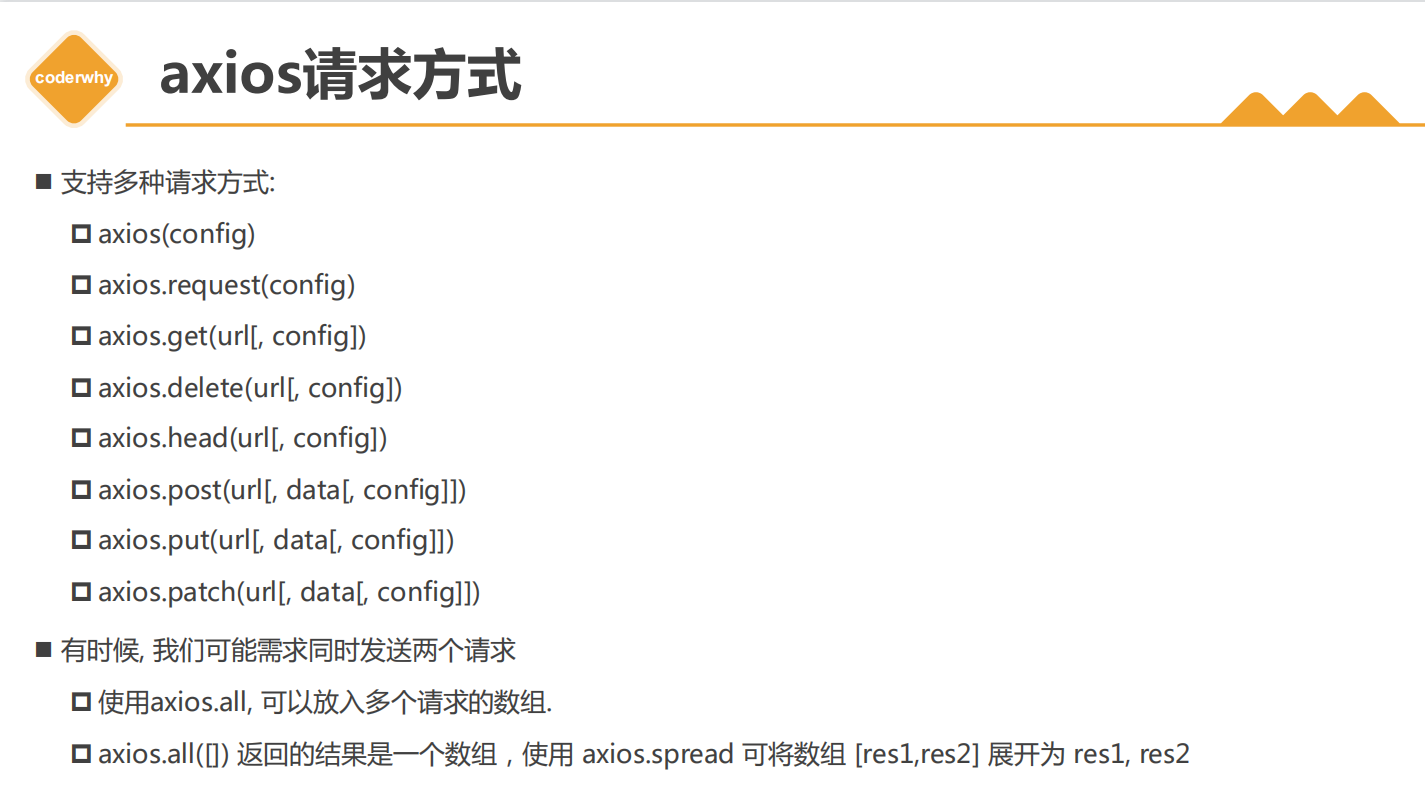 coderwhy
axios请求方式
支持多种请求方式:
axios(config)
axios.request(config)
axios.get(url[, config])
axios.delete(url[, config])
axios.head(url[, config])
axios.post(url[, data[, config]])
axios.put(url[, data[, config]])
axios.patch(url[, data[, config]])
有时候, 我们可能需求同时发送两个请求
使用axios.all, 可以放入多个请求的数组.
axios.all([]) 返回的结果是一个数组，使用 axios.spread 可将数组 [res1,res2] 展开为 res1, res2